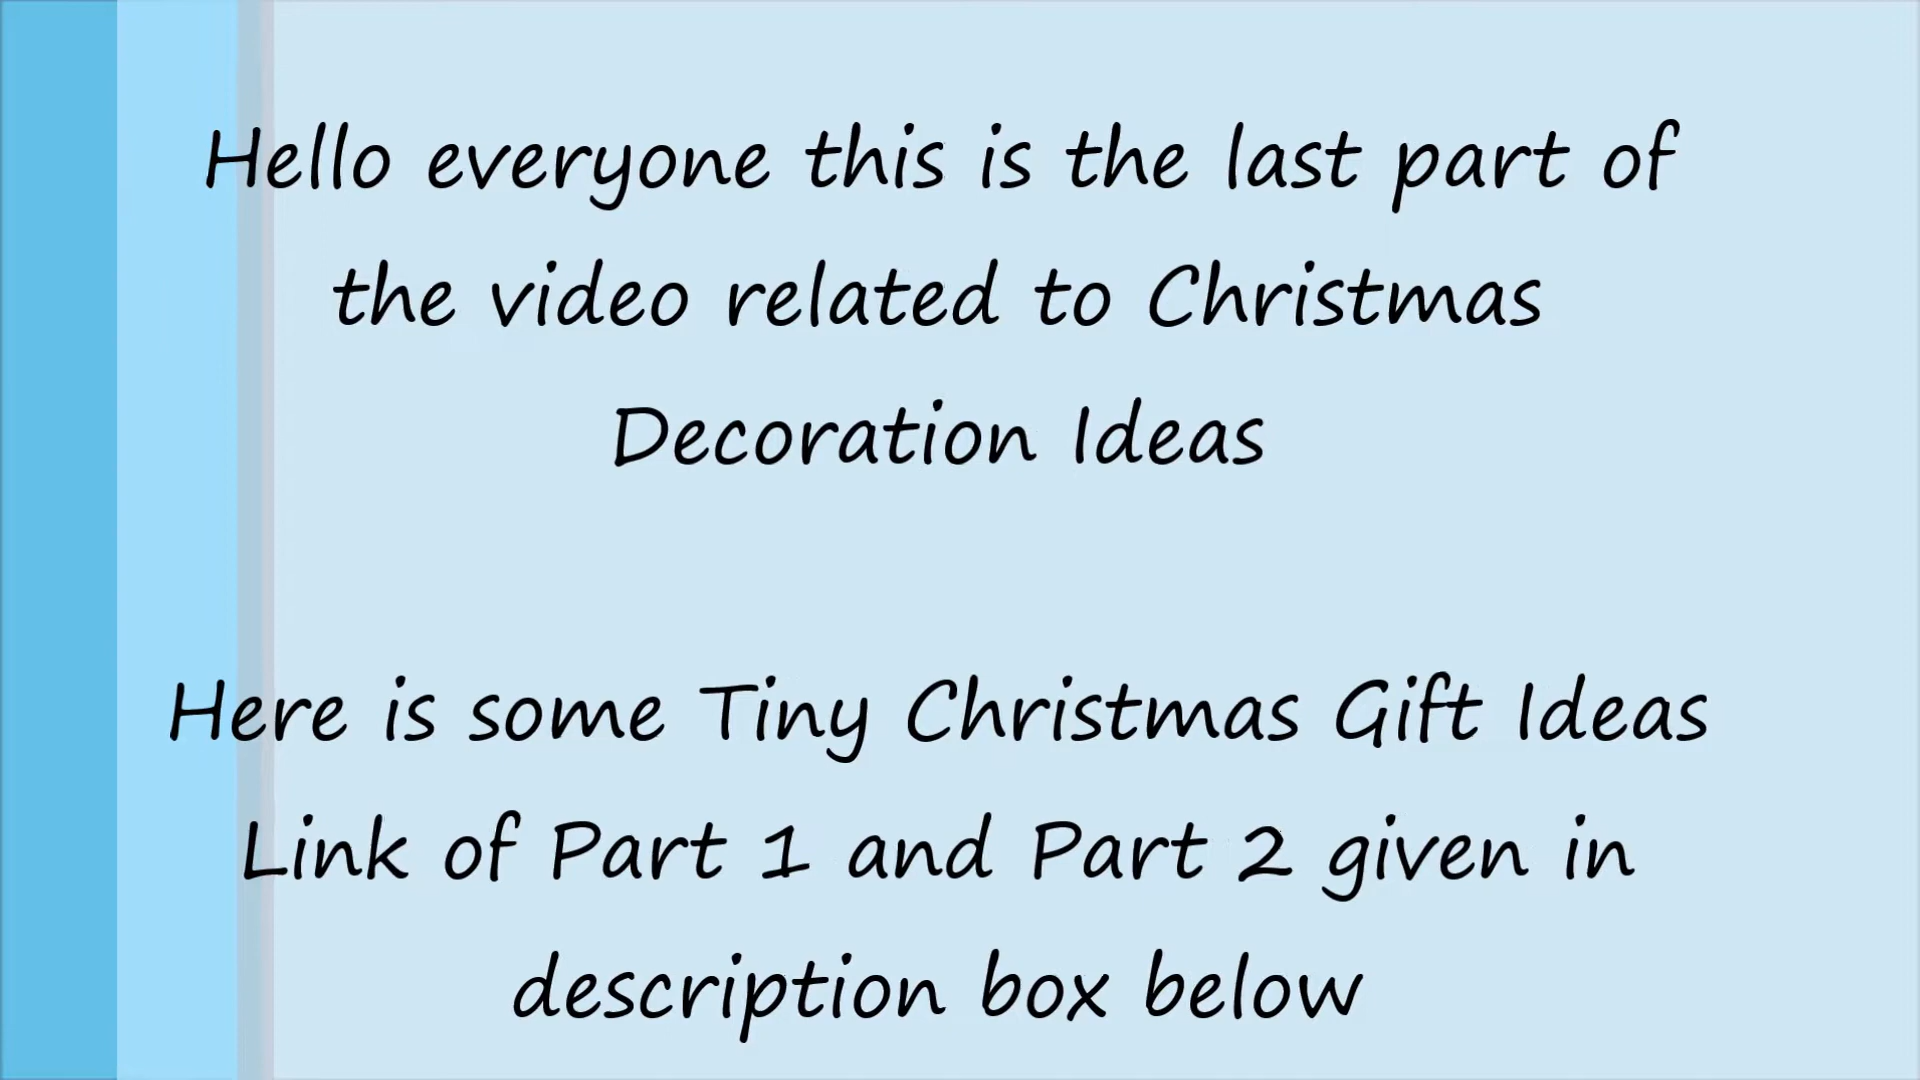 Hello everyone this is the last part of
the video related to Christmas
Decoration Ideas
Here is some Tiny Christmas Gift Ideas
Link of Part 1 and Part 2 given in
description box below